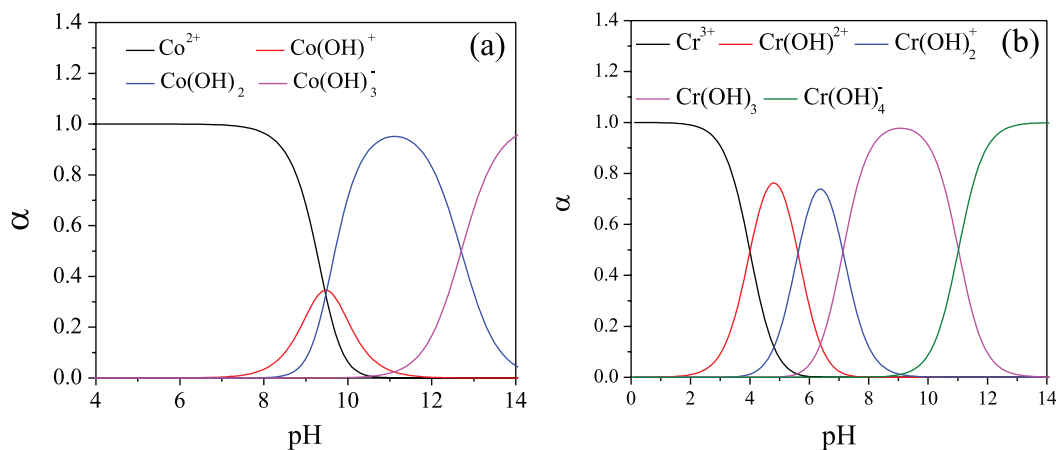 1.4
1.2
1.0
0.8
0.6
0.4
0.2
0.0
4 6 8 10 12 14
pH
α
Co²⁺ Co(OH)⁺ (a)
Co(OH)₂ Co(OH)₃⁻
1.4
1.2
1.0
0.8
0.6
0.4
0.2
0.0
0 2 4 6 8 10 12 14
pH
α
Cr³⁺ Cr(OH)²⁺ Cr(OH)₂⁺
(b)
Cr(OH)₃ Cr(OH)₄⁻